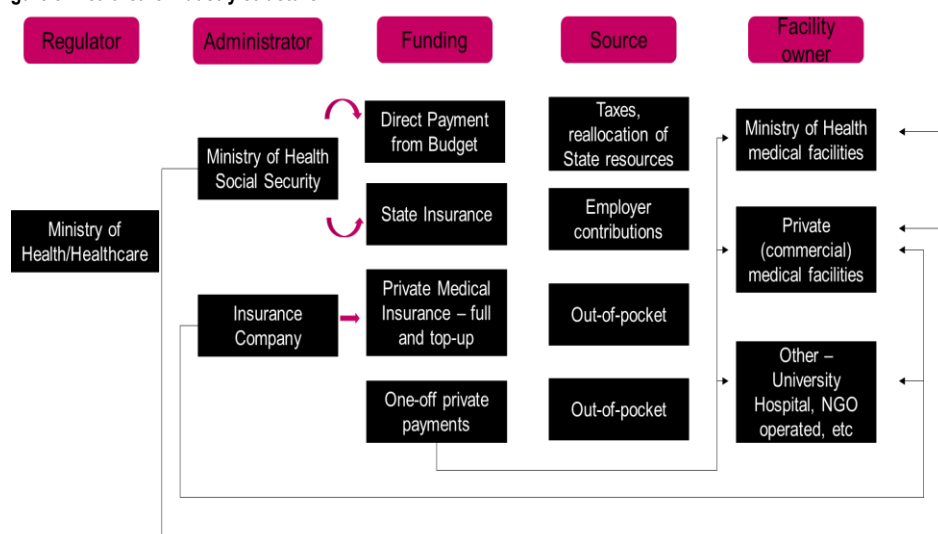 Regulator
Administrator
Funding
Source
Facility
owner
Direct Payment
from Budget
Taxes,
reallocation of
State resources
Ministry of Health
medical facilities
Ministry of Health
Social Security
State Insurance
Employer
contributions
Private
(commercial)
medical facilities
Ministry of
Health/Healthcare
Insurance
Company
Private Medical
Insurance – full
and top-up
Out-of-pocket
Other –
University
Hospital, NGO
operated, etc
One-off private
payments
Out-of-pocket